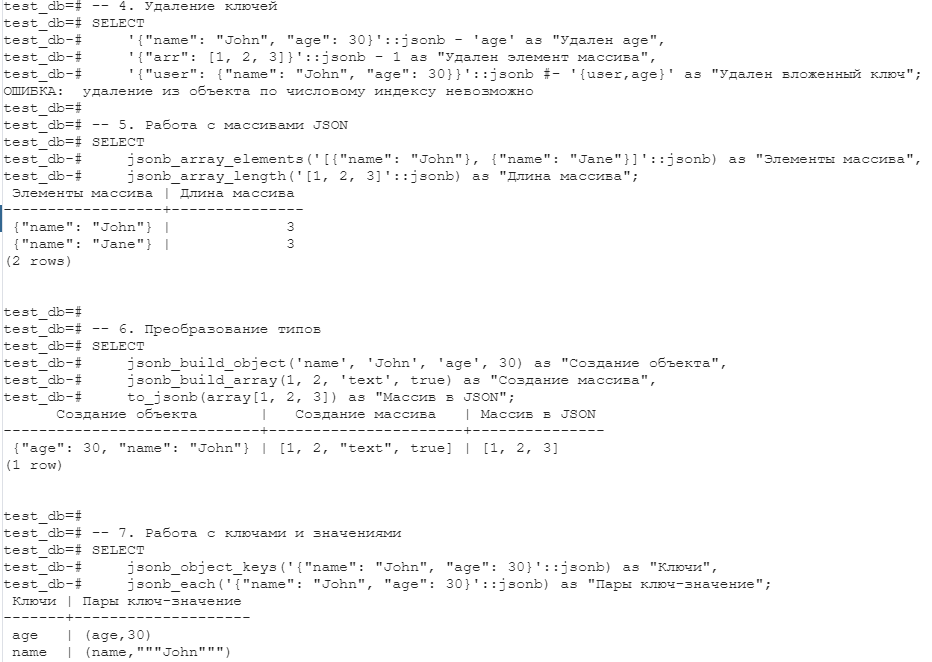 test_db=# -- 4. Удаление ключей
test_db=# SELECT
test_db-#     '{"name": "John", "age": 30}'::jsonb - 'age' as "Удален age",
test_db-#     '{"arr": [1, 2, 3]}'::jsonb - 1 as "Удален элемент массива",
test_db-#     '{"user": {"name": "John", "age": 30}}'::jsonb #- '{user,age}' as "Удален вложенный ключ";
ОШИБКА:  удаление из объекта по числовому индексу невозможно
test_db=#
test_db=# -- 5. Работа с массивами JSON
test_db=# SELECT
test_db-#     jsonb_array_elements('[{"name": "John"}, {"name": "Jane"}]'::jsonb) as "Элементы массива",
test_db-#     jsonb_array_length('[1, 2, 3]'::jsonb) as "Длина массива";
 Элементы массива | Длина массива
------------------+---------------
 {"name": "John"} |             3
 {"name": "Jane"} |             3
(2 rows)
test_db=#
test_db=# -- 6. Преобразование типов
test_db=# SELECT
test_db-#     jsonb_build_object('name', 'John', 'age', 30) as "Создание объекта",
test_db-#     jsonb_build_array(1, 2, 'text', true) as "Создание массива",
test_db-#     to_jsonb(array[1, 2, 3]) as "Массив в JSON";
      Создание объекта       |   Создание массива   | Массив в JSON
-----------------------------+----------------------+---------------
 {"age": 30, "name": "John"} | [1, 2, "text", true] | [1, 2, 3]
(1 row)
test_db=#
test_db=# -- 7. Работа с ключами и значениями
test_db=# SELECT
test_db-#     jsonb_object_keys('{"name": "John", "age": 30}'::jsonb) as "Ключи",
test_db-#     jsonb_each('{"name": "John", "age": 30}'::jsonb) as "Пары ключ-значение";
 Ключи | Пары ключ-значение
-------+--------------------
 age   | (age,30)
 name  | (name,"""John""")